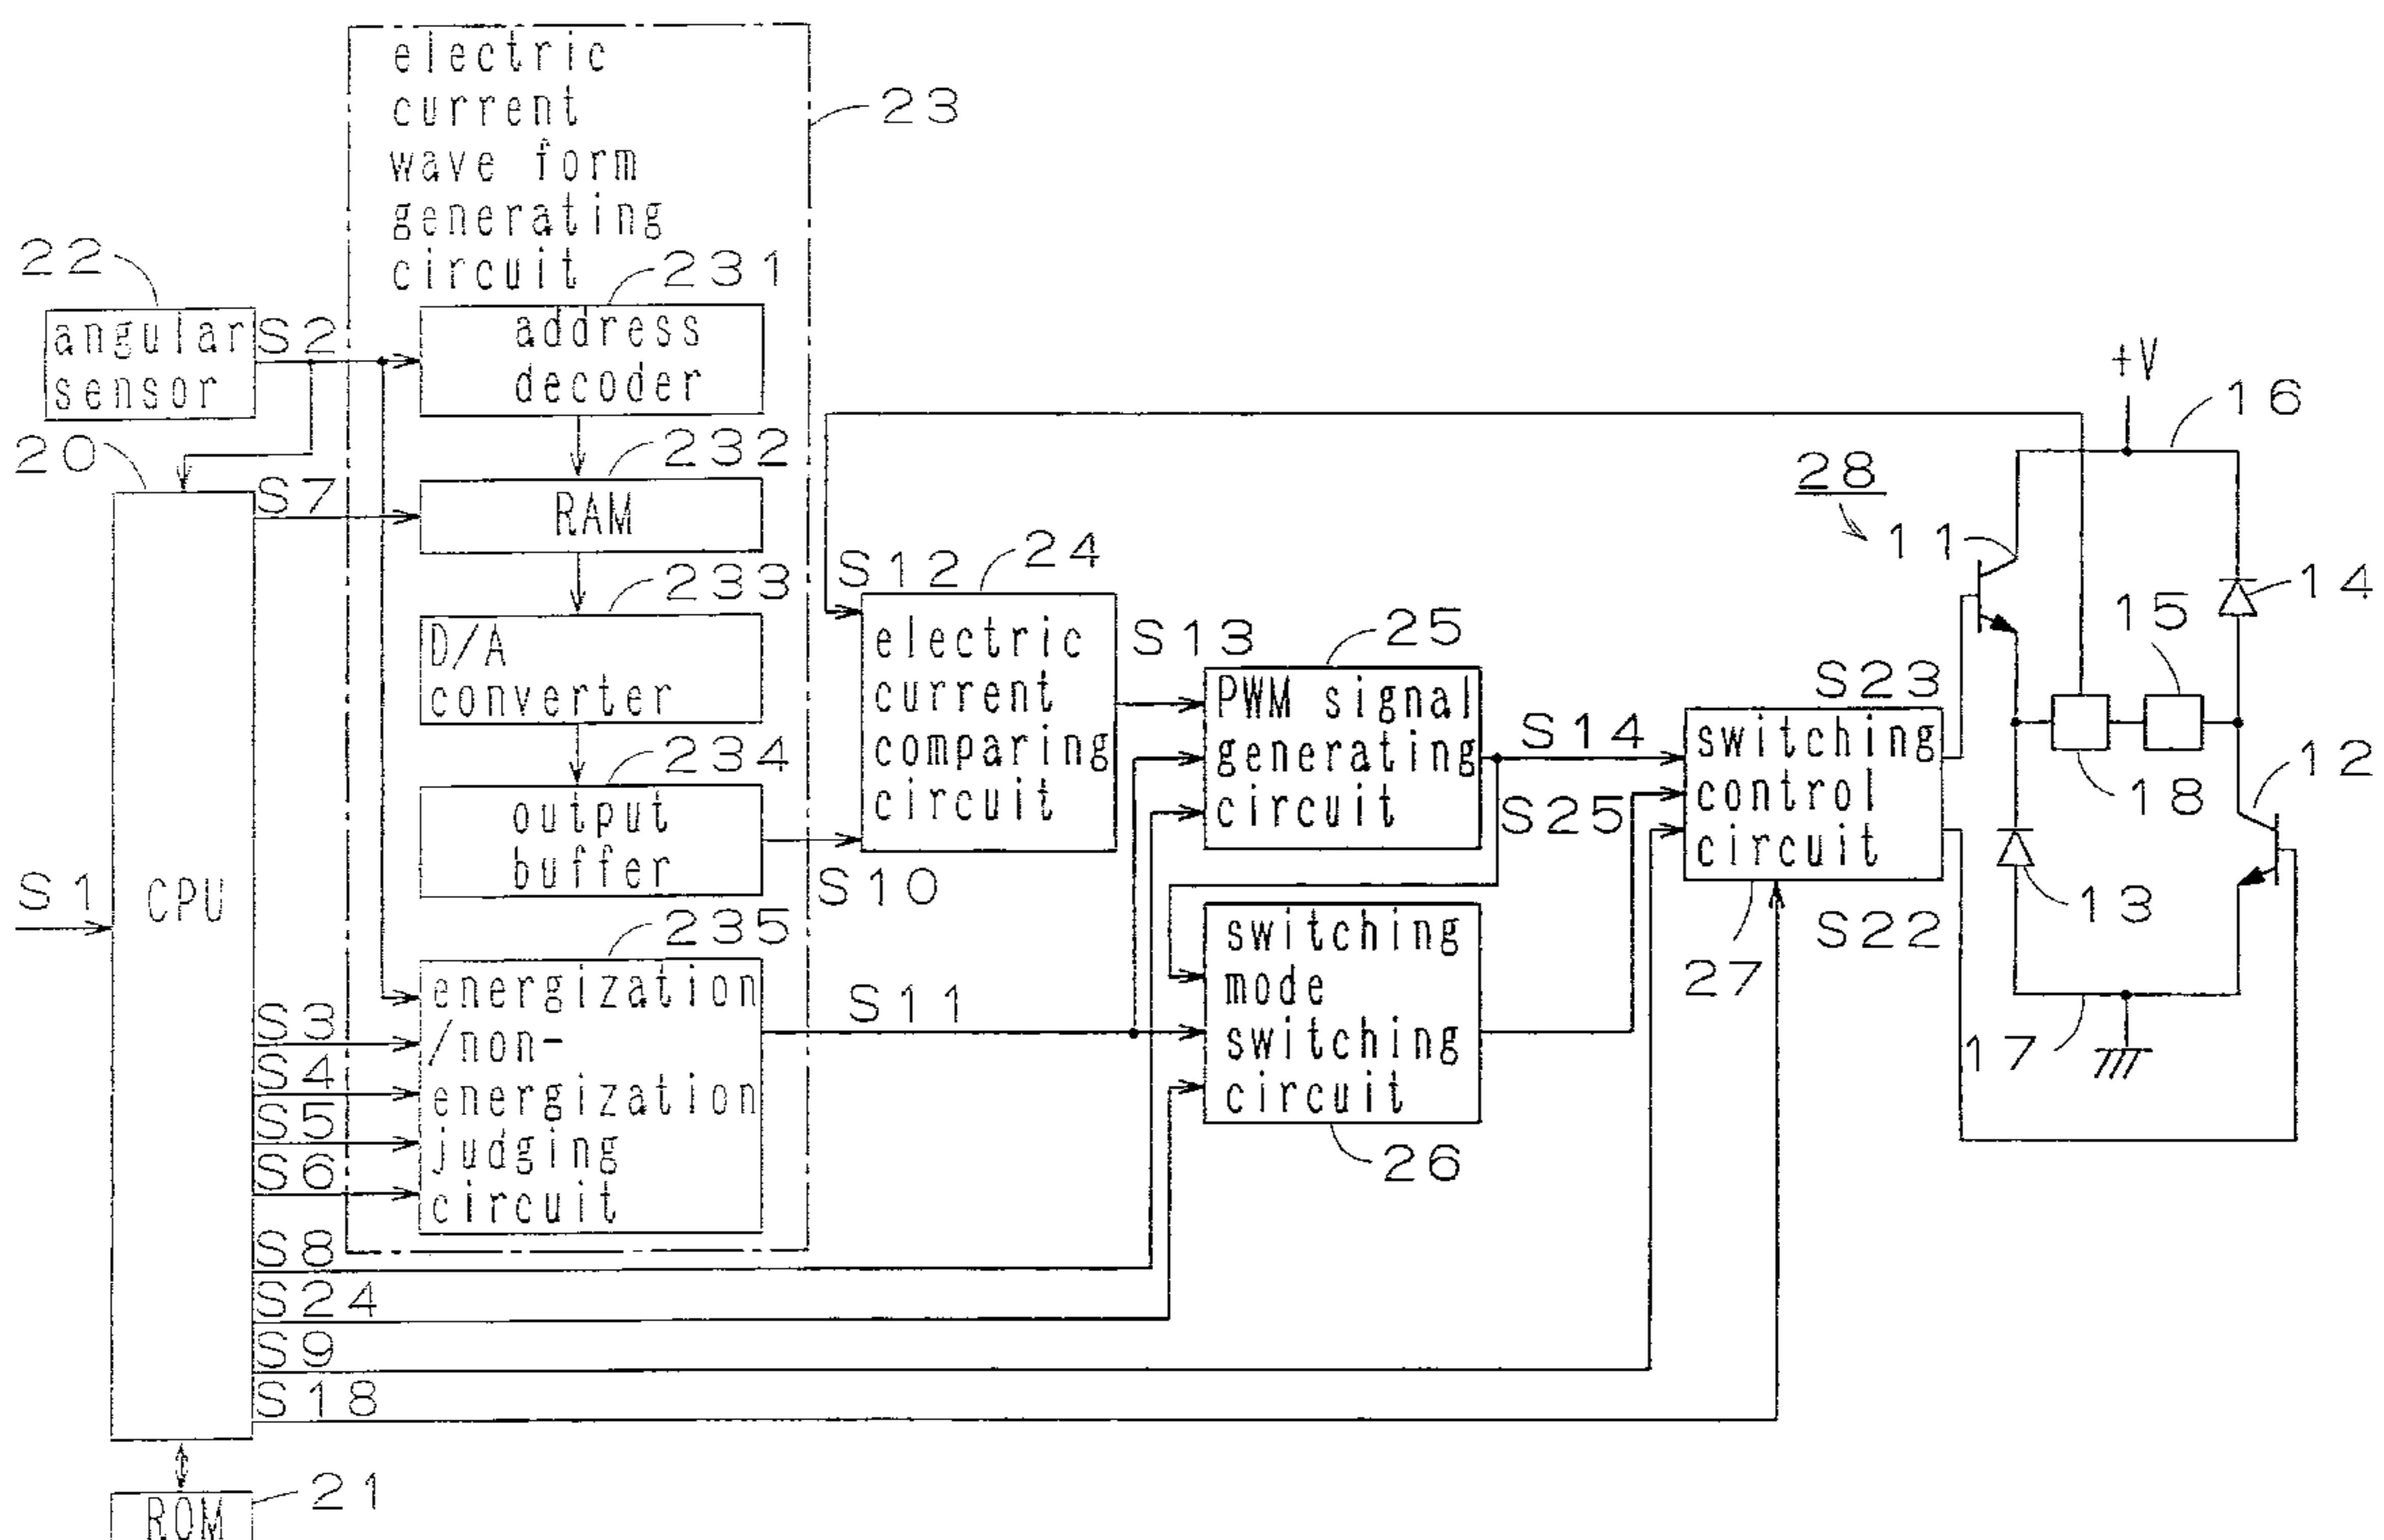 electric
current
wave form
generating
circuit
23
22
angular
sensor
S2
231
address
decoder
20
S7
232
RAM
233
D/A
converter
234
output
buffer
S10
S1
CPU
235
energization
/non-
energization
judging
circuit
S3
S4
S5
S6
S8
S24
S9
S18
ROM
21
S11
S12
24
electric
current
comparing
circuit
S13
25
PWM signal
generating
circuit
S14
S25
switching
mode
switching
circuit
26
switching
control
circuit
27
S23
S22
28
11
+V
16
14
15
18
12
13
17